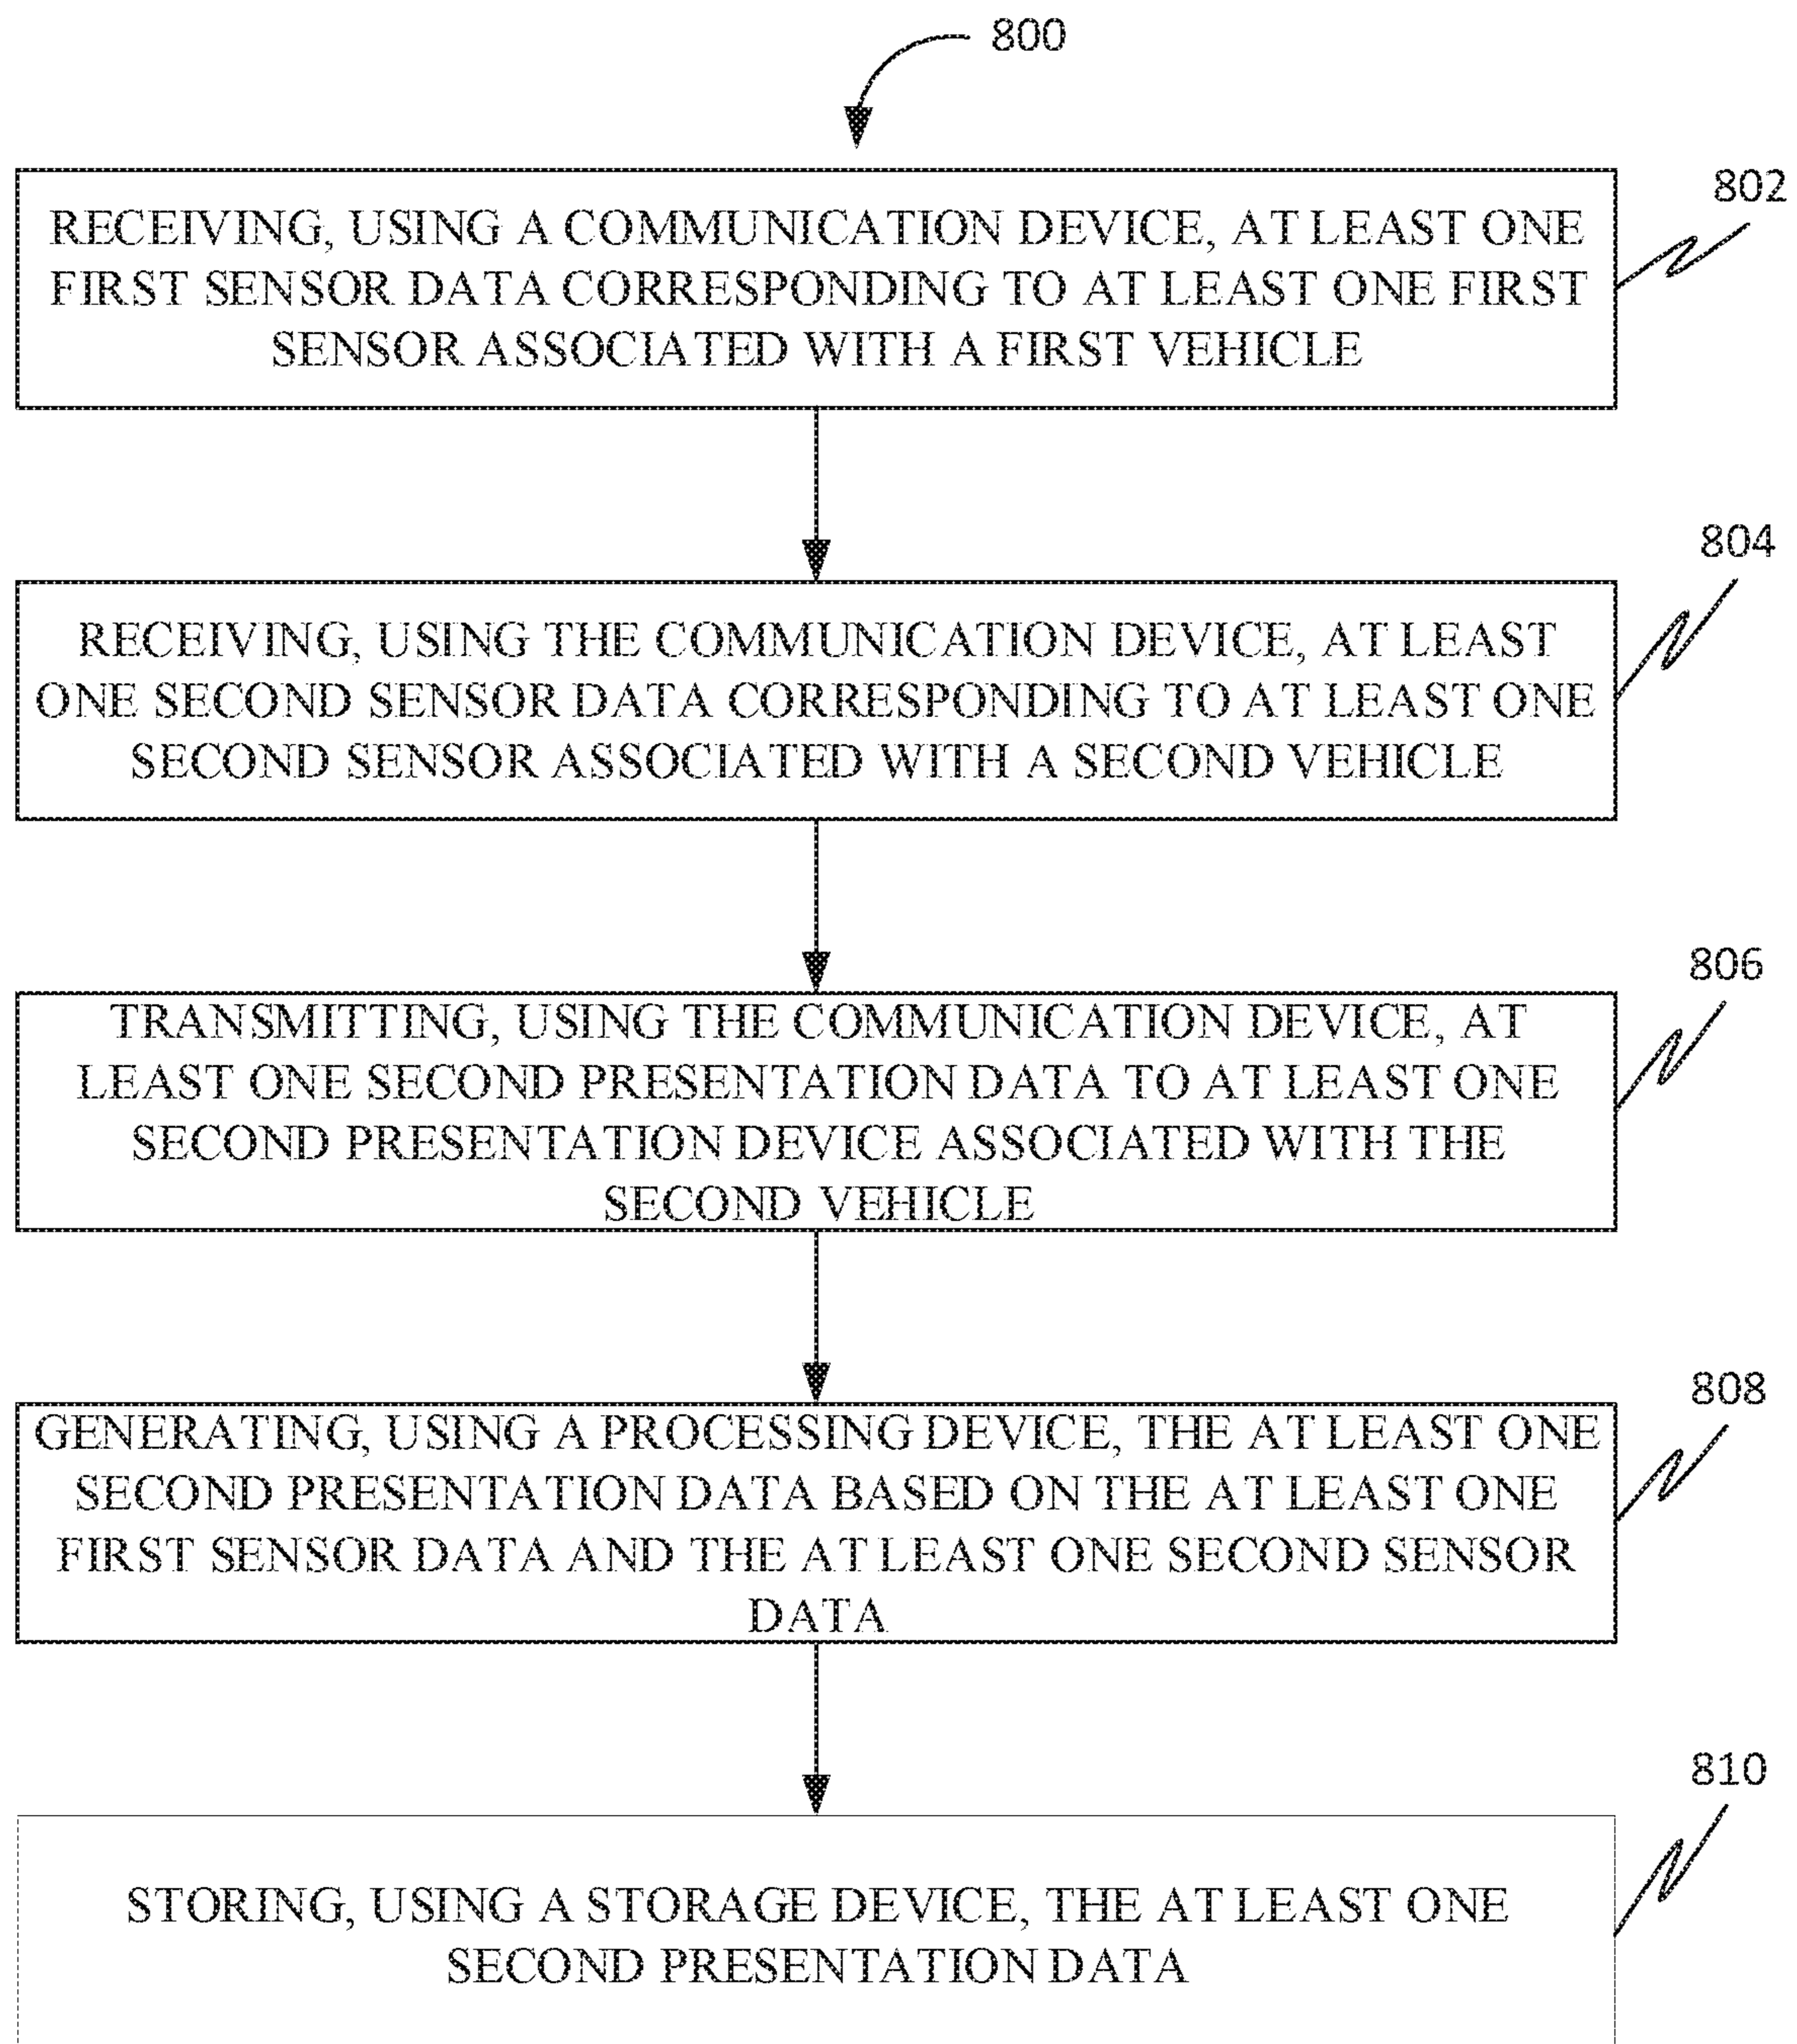 800
802
RECEIVING, USING A COMMUNICATION DEVICE, AT LEAST ONE
FIRST SENSOR DATA CORRESPONDING TO AT LEAST ONE FIRST
SENSOR ASSOCIATED WITH A FIRST VEHICLE
804
RECEIVING, USING THE COMMUNICATION DEVICE, AT LEAST
ONE SECOND SENSOR DATA CORRESPONDING TO AT LEAST ONE
SECOND SENSOR ASSOCIATED WITH A SECOND VEHICLE
806
TRANSMITTING, USING THE COMMUNICATION DEVICE, AT
LEAST ONE SECOND PRESENTATION DATA TO AT LEAST ONE
SECOND PRESENTATION DEVICE ASSOCIATED WITH THE
SECOND VEHICLE
808
GENERATING, USING A PROCESSING DEVICE, THE AT LEAST ONE
SECOND PRESENTATION DATA BASED ON THE AT LEAST ONE
FIRST SENSOR DATA AND THE AT LEAST ONE SECOND SENSOR
DATA
810
STORING, USING A STORAGE DEVICE, THE AT LEAST ONE
SECOND PRESENTATION DATA